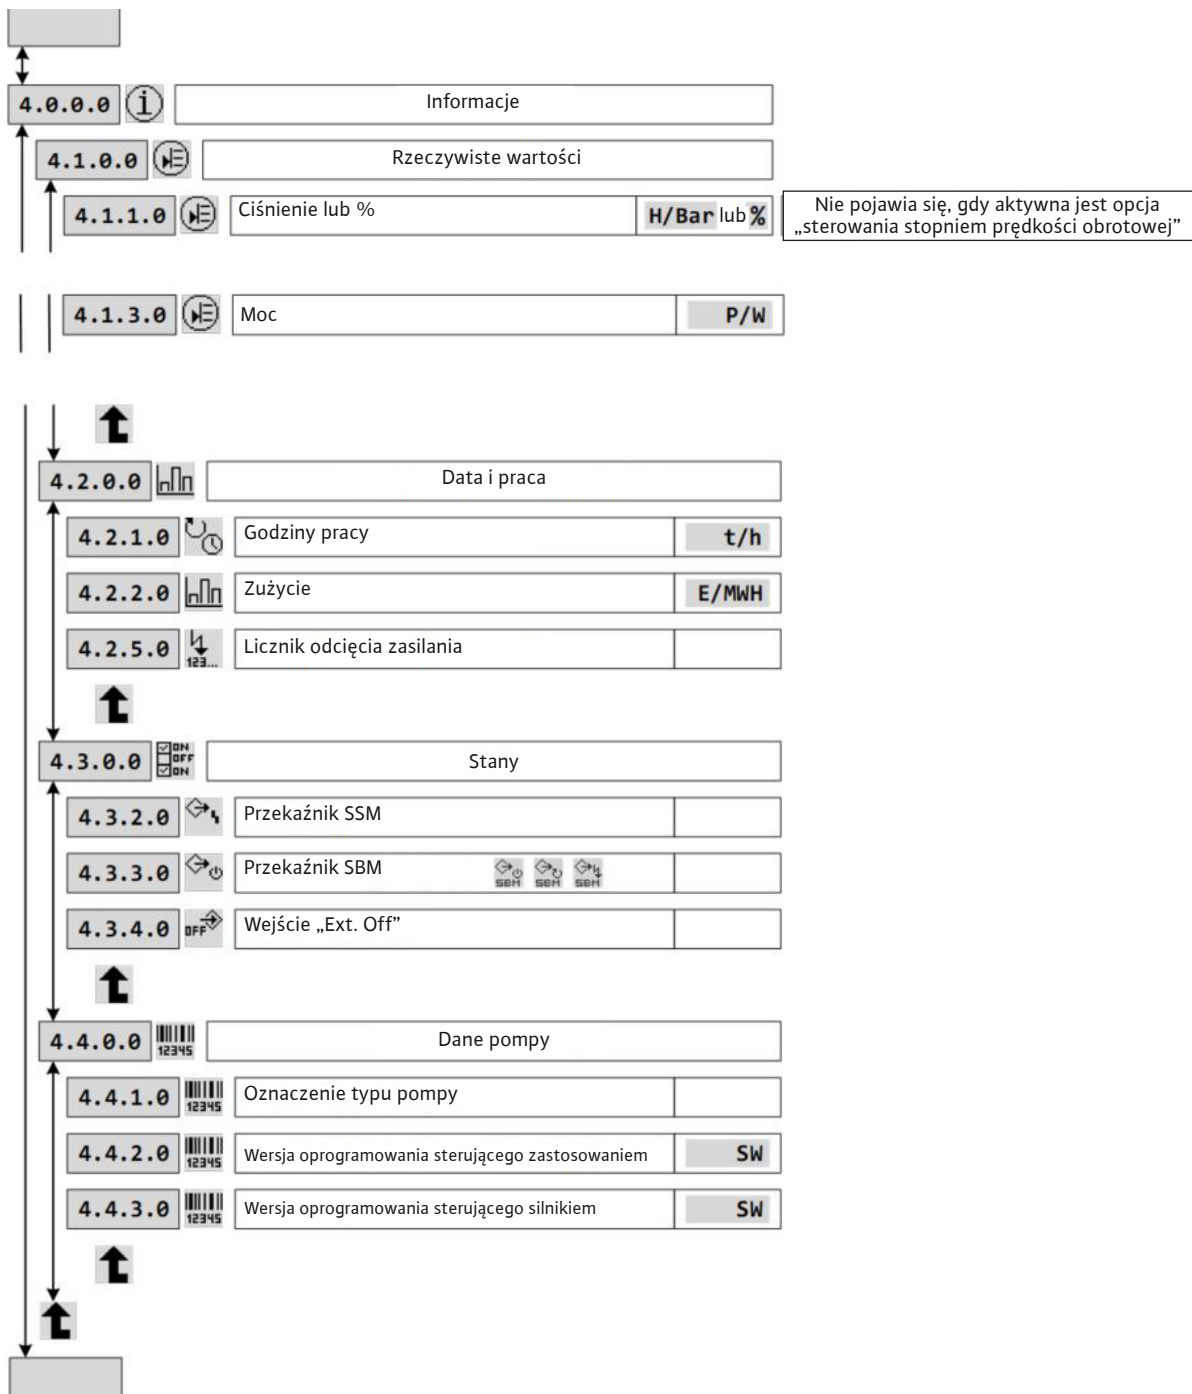 4.0.0.0 Informacje
4.1.0.0 Rzeczywiste wartości
4.1.1.0 Ciśnienie lub % H/Bar lub % Nie pojawia się, gdy aktywna jest opcja
„sterowania stopniem prędkości obrotowej”
4.1.3.0 Moc P/W
4.2.0.0 Data i praca
4.2.1.0 Godziny pracy t/h
4.2.2.0 Zużycie E/MWH
4.2.5.0 123... Licznik odcięcia zasilania
4.3.0.0 ON OFF ON Stany
4.3.2.0 Przekaźnik SSM
4.3.3.0 Przekaźnik SBM SBM SBM SBM
4.3.4.0 OFF Wejście „Ext. Off”
4.4.0.0 12345 Dane pompy
4.4.1.0 12345 Oznaczenie typu pompy
4.4.2.0 12345 Wersja oprogramowania sterującego zastosowaniem SW
4.4.3.0 12345 Wersja oprogramowania sterującego silnikiem SW